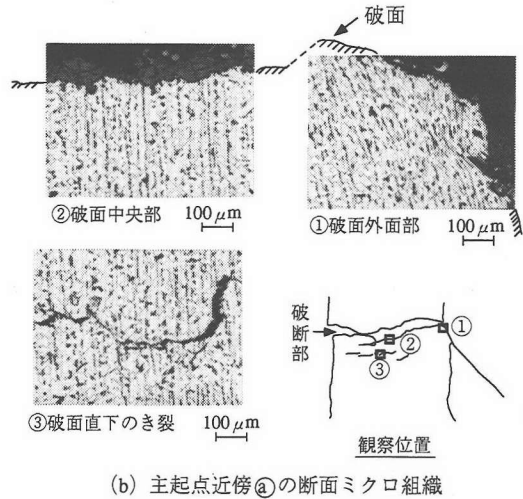 破面
②破面中央部 100μm
①破面外面部 100μm
③破面直下のき裂 100μm
破断部
①
②
③
観察位置
(b) 主起点近傍ⓐの断面ミクロ組織